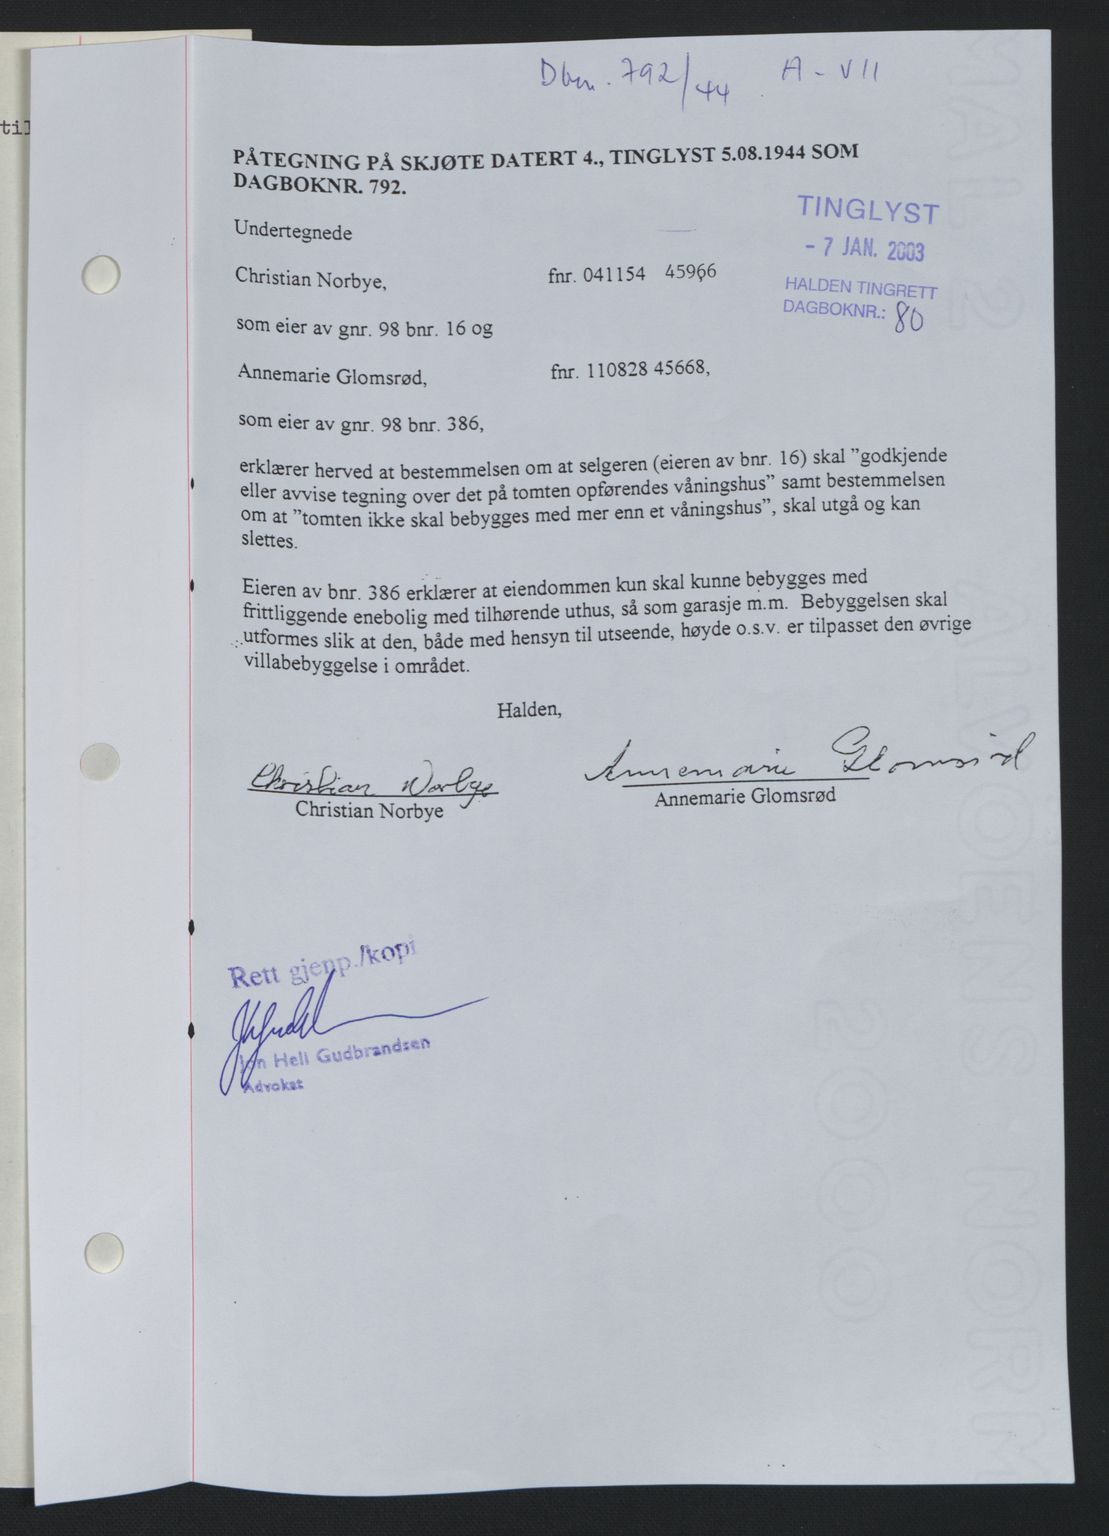 Dbnr. 792/44 A - VII
til
PÅTEGNING PÅ SKJØTE DATERT 4., TINGLYST 5.08.1944 SOM
DAGBOKNR. 792.
TINGLYST
- 7 JAN. 2003
HALDEN TINGRETT
DAGBOKNR.: 80
Undertegnede
Christian Norbye, fnr. 041154 45966
som eier av gnr. 98 bnr. 16 og
Annemarie Glomsrød, fnr. 110828 45668,
som eier av gnr. 98 bnr. 386,
erklærer herved at bestemmelsen om at selgeren (eieren av bnr. 16) skal ”godkjende
eller avvise tegning over det på tomten opførendes våningshus” samt bestemmelsen
om at ”tomten ikke skal bebygges med mer enn et våningshus”, skal utgå og kan
slettes.
Eieren av bnr. 386 erklærer at eiendommen kun skal kunne bebygges med
frittliggende enebolig med tilhørende uthus, så som garasje m.m. Bebyggelsen skal
utformes slik at den, både med hensyn til utseende, høyde o.s.v. er tilpasset den øvrige
villabebyggelse i området.
Halden,
Christian Norbye Annemarie Glomsrød
Christian Norbye Annemarie Glomsrød
Rett gjenp./kopi
Jon Heli Gudbrandsen
Advokat